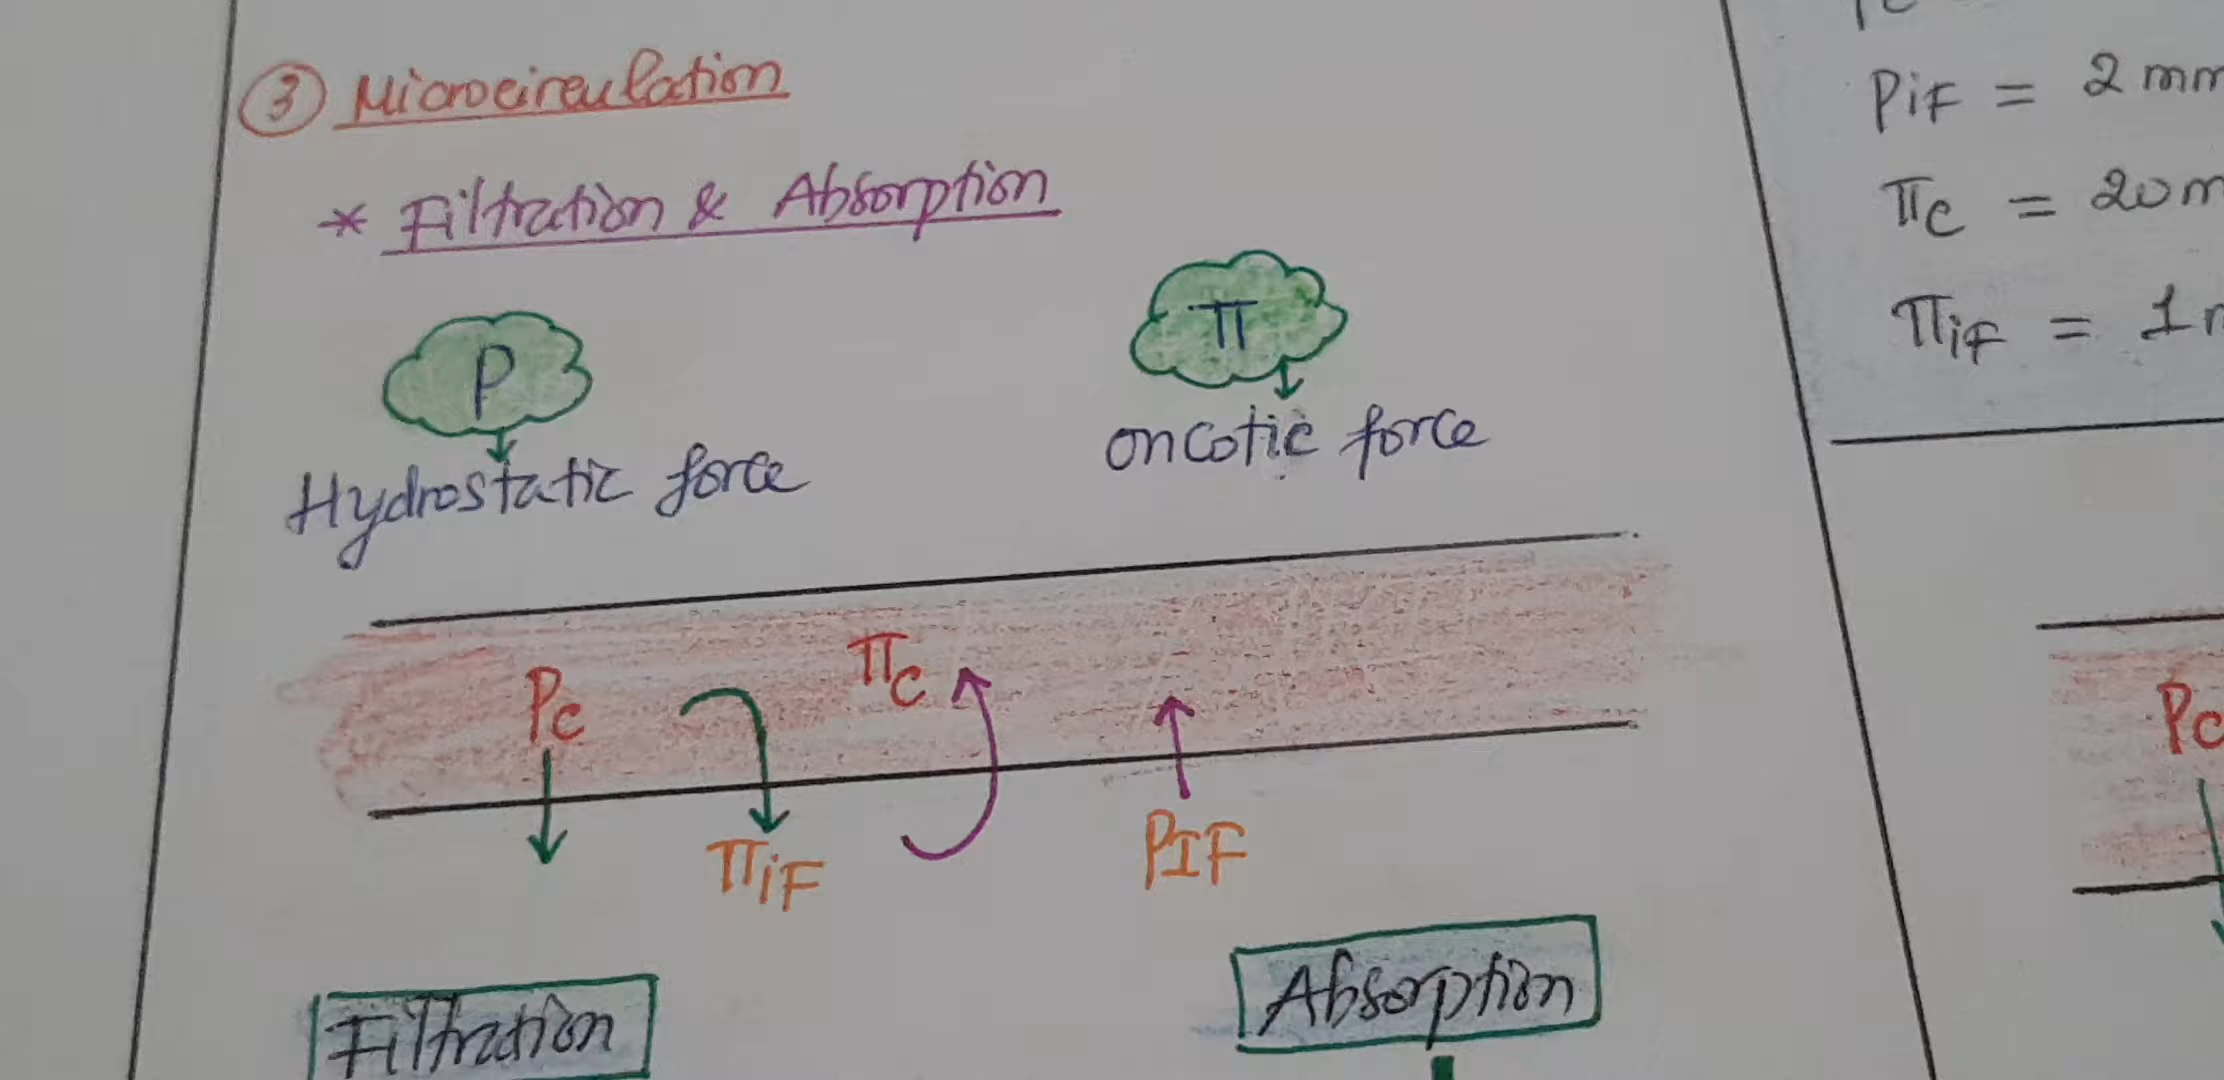 ③ Microcirculation
* Filtration & Absorption
P
π
Hydrostatic force
oncotic force
Pc
πc
πiF
PIF
Filtration
Absorption
PiF = 2 mm
πc = 20 m
πiF = 1
Pc